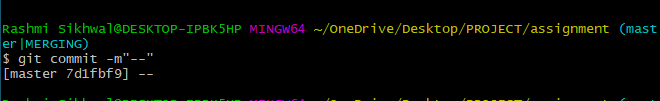 Rashmi Sikhwal@DESKTOP-IPBK5HP MINGW64 ~/OneDrive/Desktop/PROJECT/assignment (mast
er|MERGING)
$ git commit -m"--"
[master 7d1fbf9] --